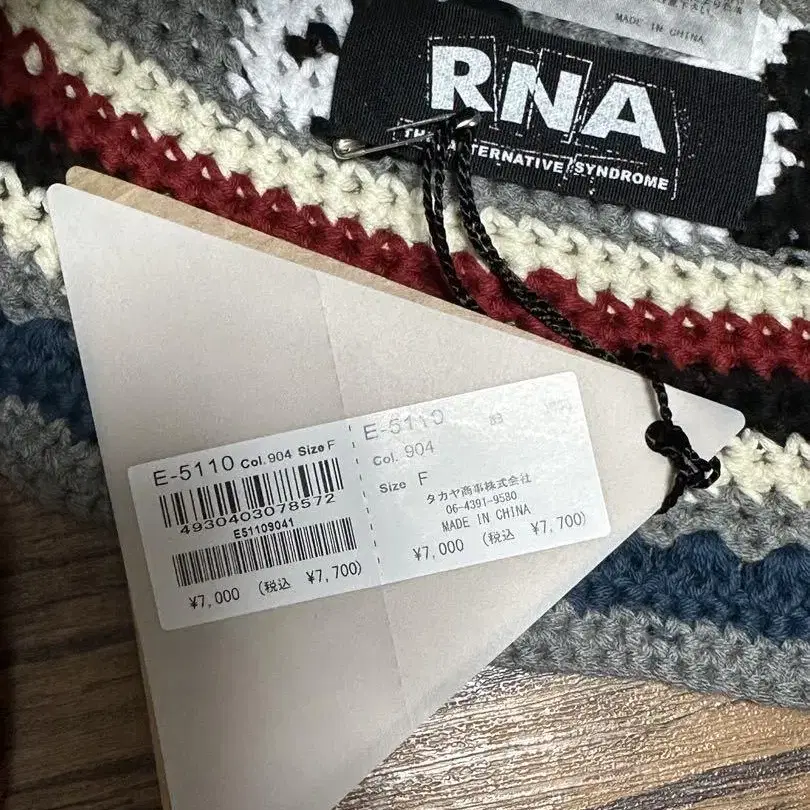 MADE IN CHINA
RNA
THE ALTERNATIVE SYNDROME
E-5110 Col. 904 Size F
4930403078572
E51109041
¥7,000 (税込 ¥7,700)
E-5110
Col. 904
Size F
タカヤ商事株式会社
06-4391-9580
MADE IN CHINA
¥7,000 (税込 ¥7,700)